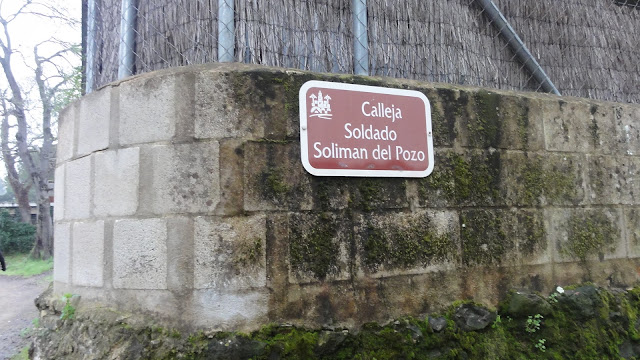 Calleja
Soldado
Soliman del Pozo